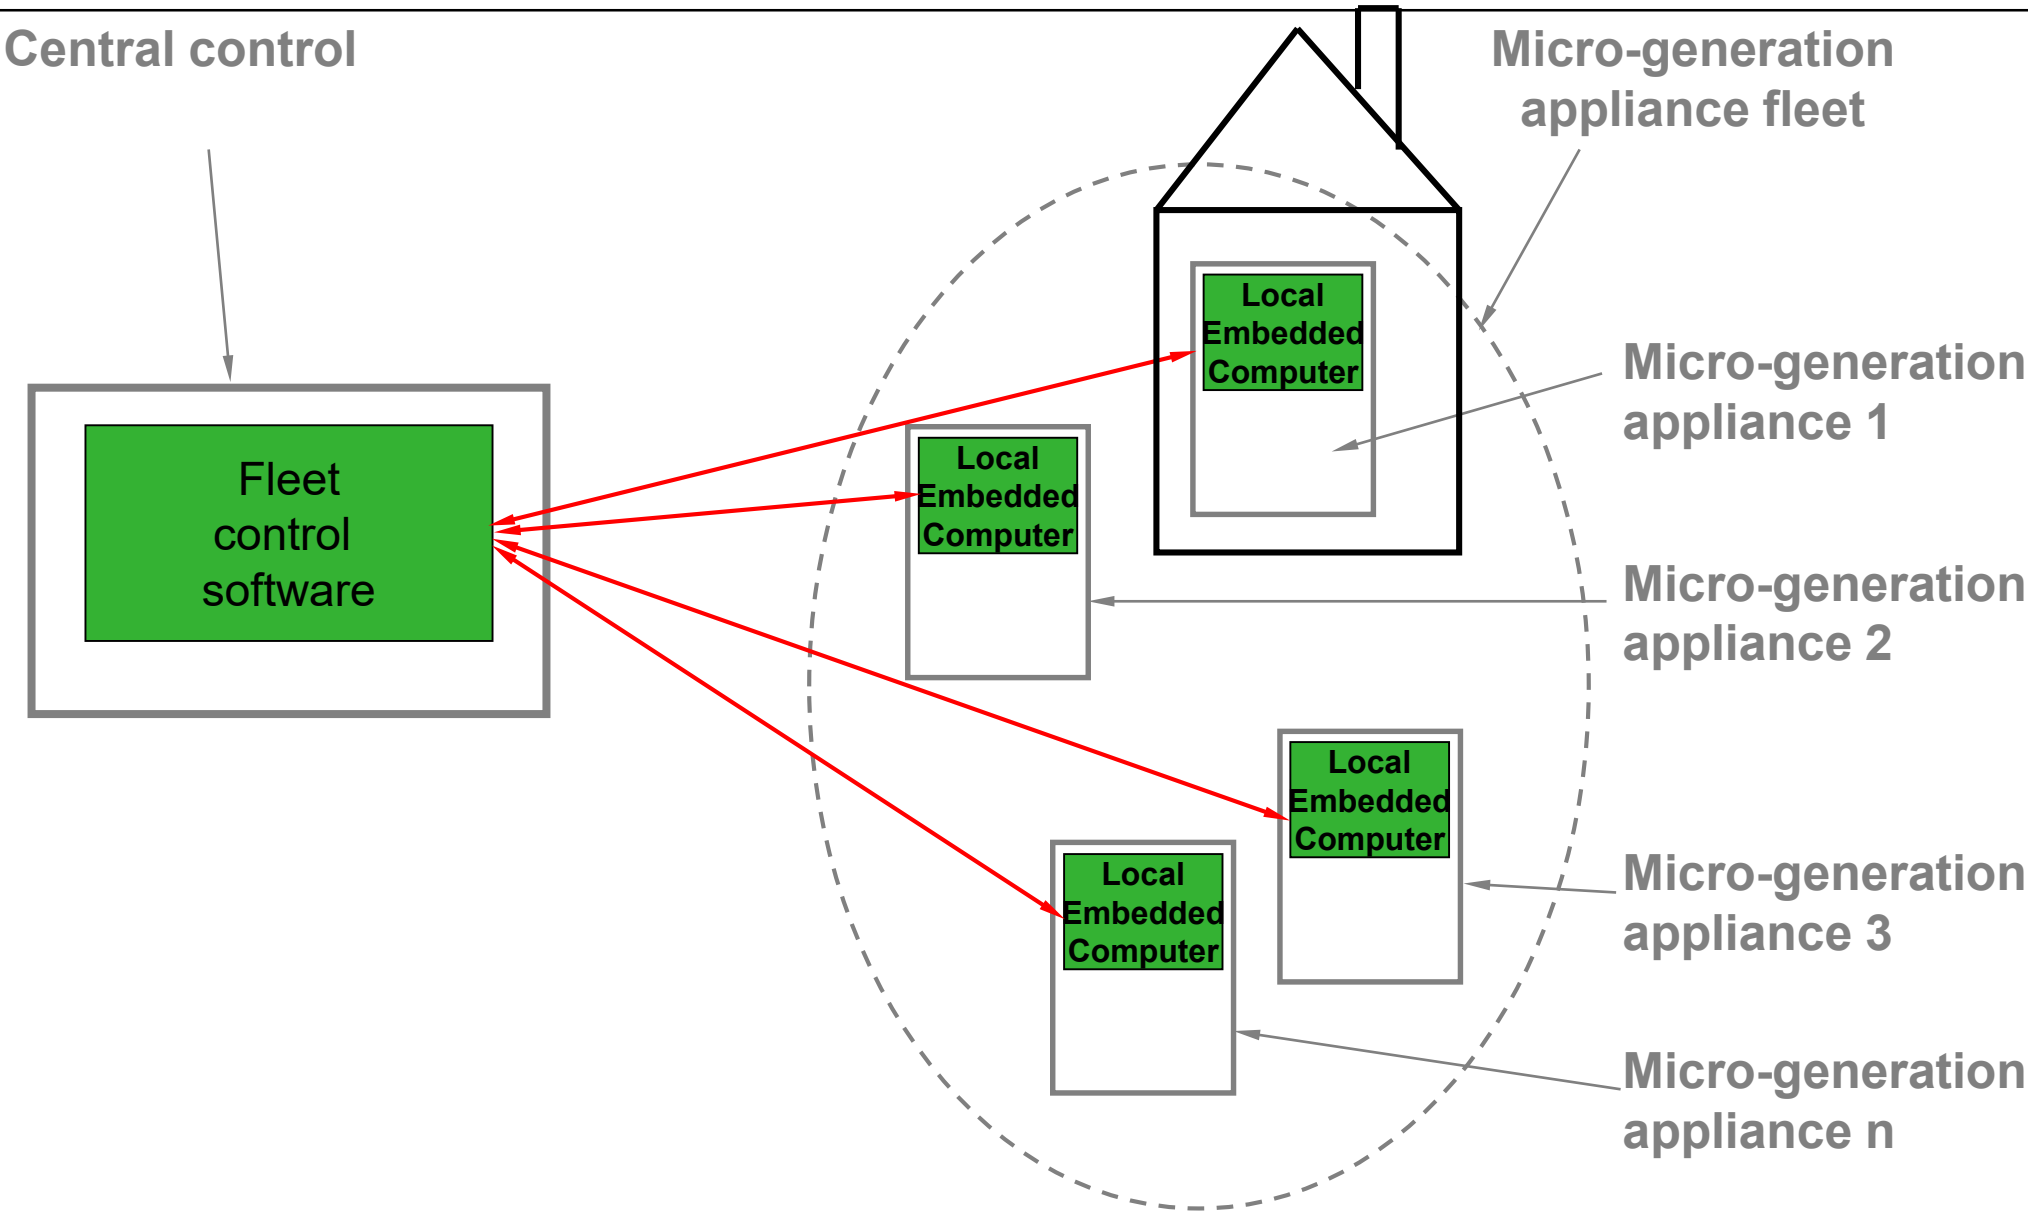 Central control
Micro-generation
appliance fleet
Local
Embedded
Computer
Micro-generation
appliance 1
Fleet
control
software
Local
Embedded
Computer
Micro-generation
appliance 2
Local
Embedded
Computer
Micro-generation
appliance 3
Local
Embedded
Computer
Micro-generation
appliance n